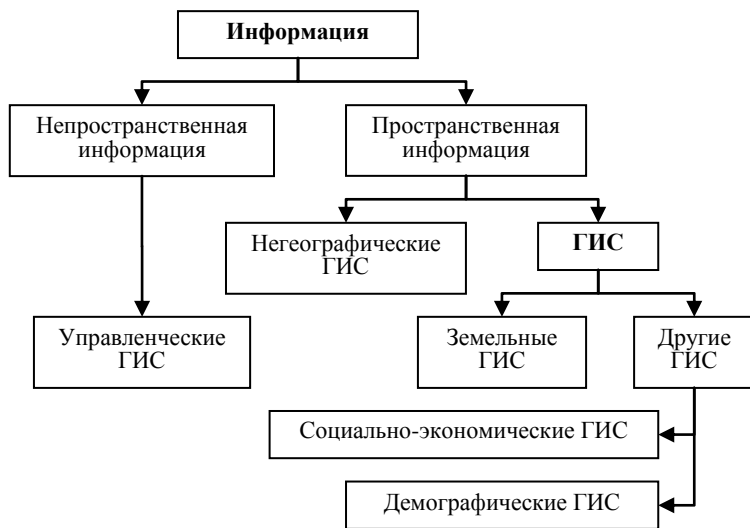 Информация
Непространственная
информация
Пространственная
информация
Негеографические
ГИС
ГИС
Управленческие
ГИС
Земельные
ГИС
Другие
ГИС
Социально-экономические ГИС
Демографические ГИС